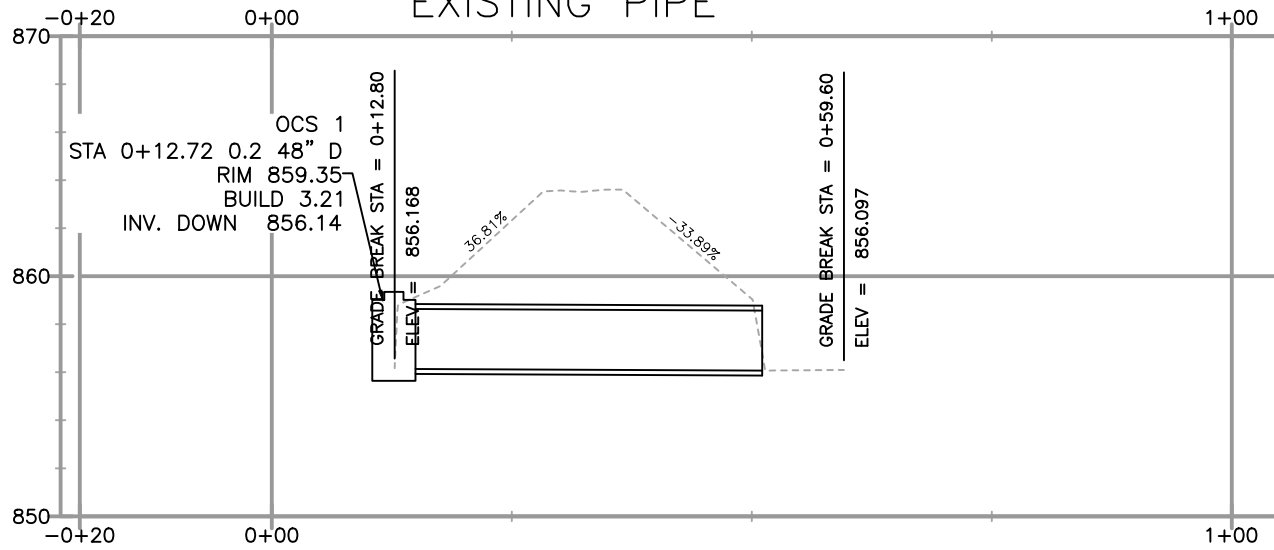 EXISTING PIPE
-0+20
0+00
1+00
870
OCS 1
STA 0+12.72 0.2 48" D
RIM 859.35
BUILD 3.21
INV. DOWN 856.14
GRADE BREAK STA = 0+12.80
ELEV = 856.168
36.81%
-33.89%
GRADE BREAK STA = 0+59.60
ELEV = 856.097
860
850
-0+20
0+00
1+00